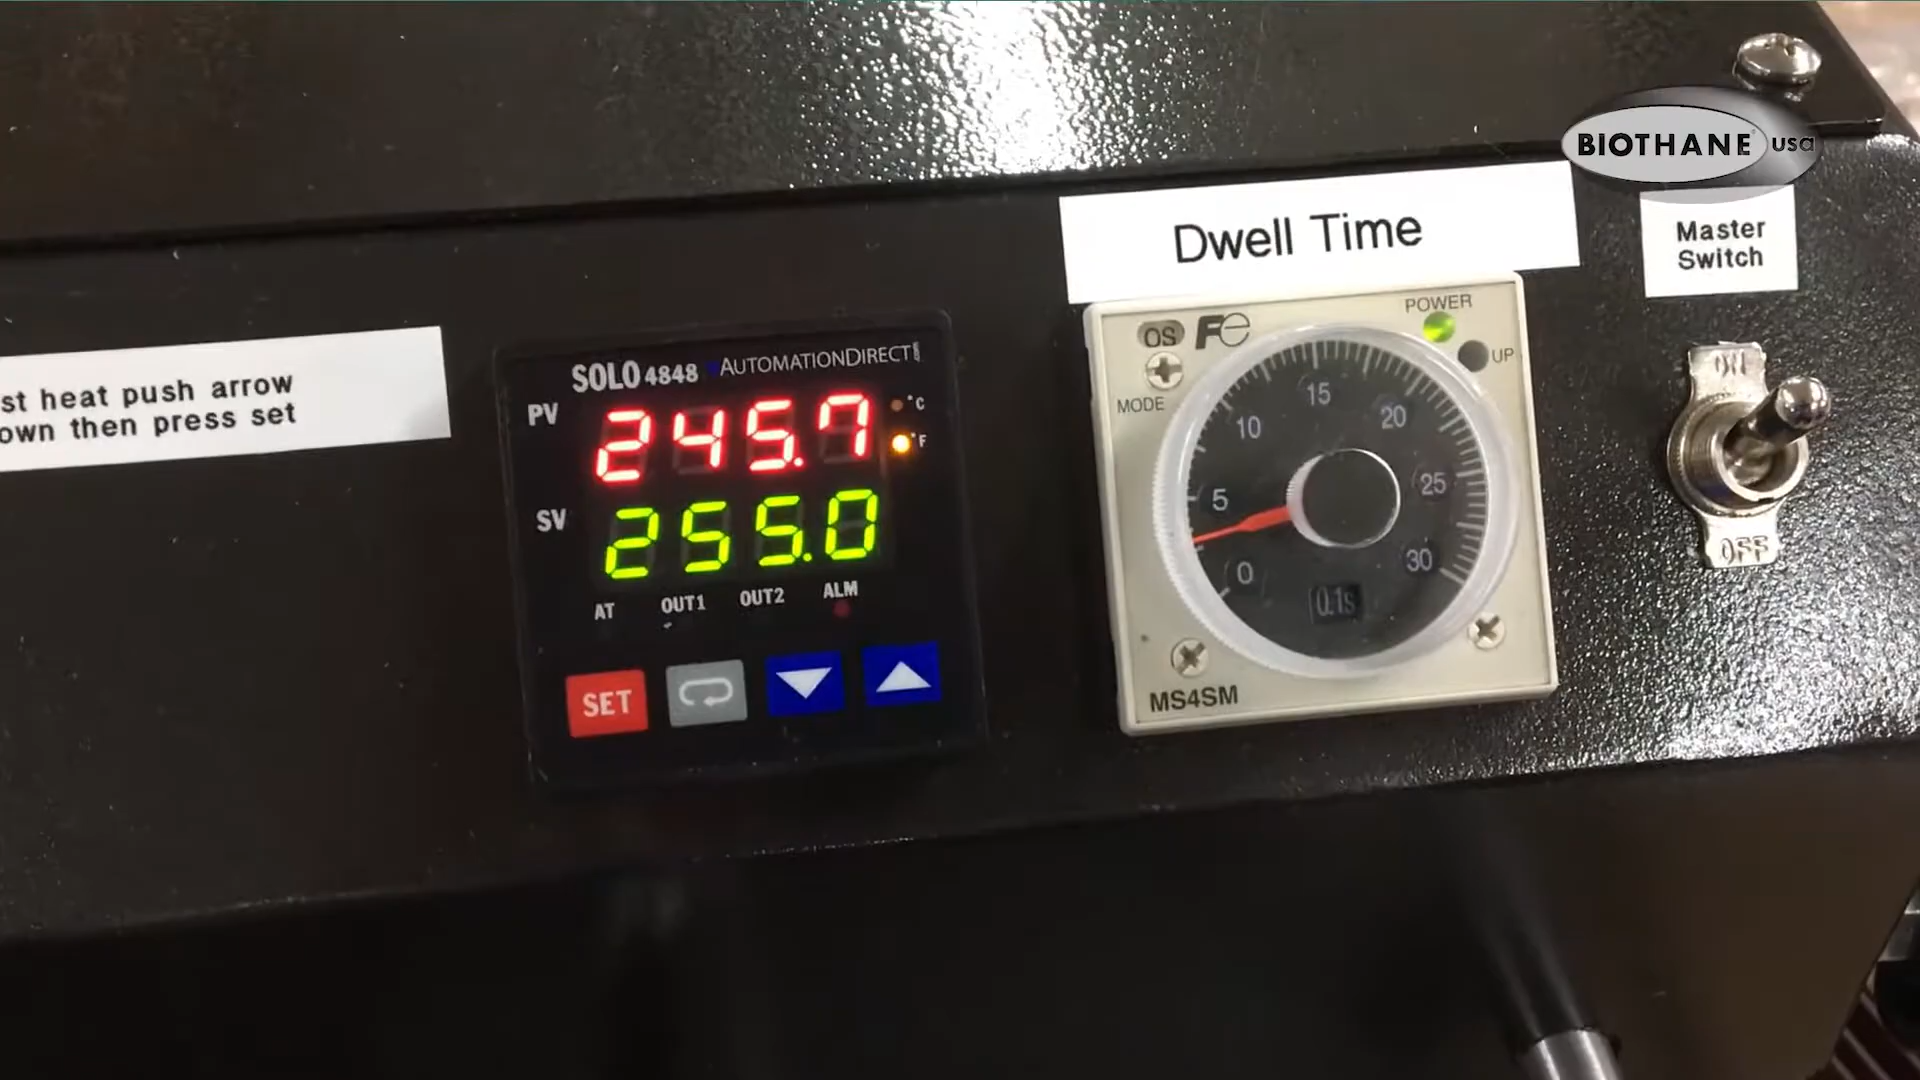 BIOTHANE usa
Dwell Time
Master
Switch
st heat push arrow
own then press set
SOLO 4848 AUTOMATIONDIRECT.com
PV 245.7 °C
°F
SV 255.0
AT OUT1 OUT2 ALM
SET
OS Fe
POWER
UP
MODE
0 5 10 15 20 25 30
0.1s
MS4SM
ON
OFF